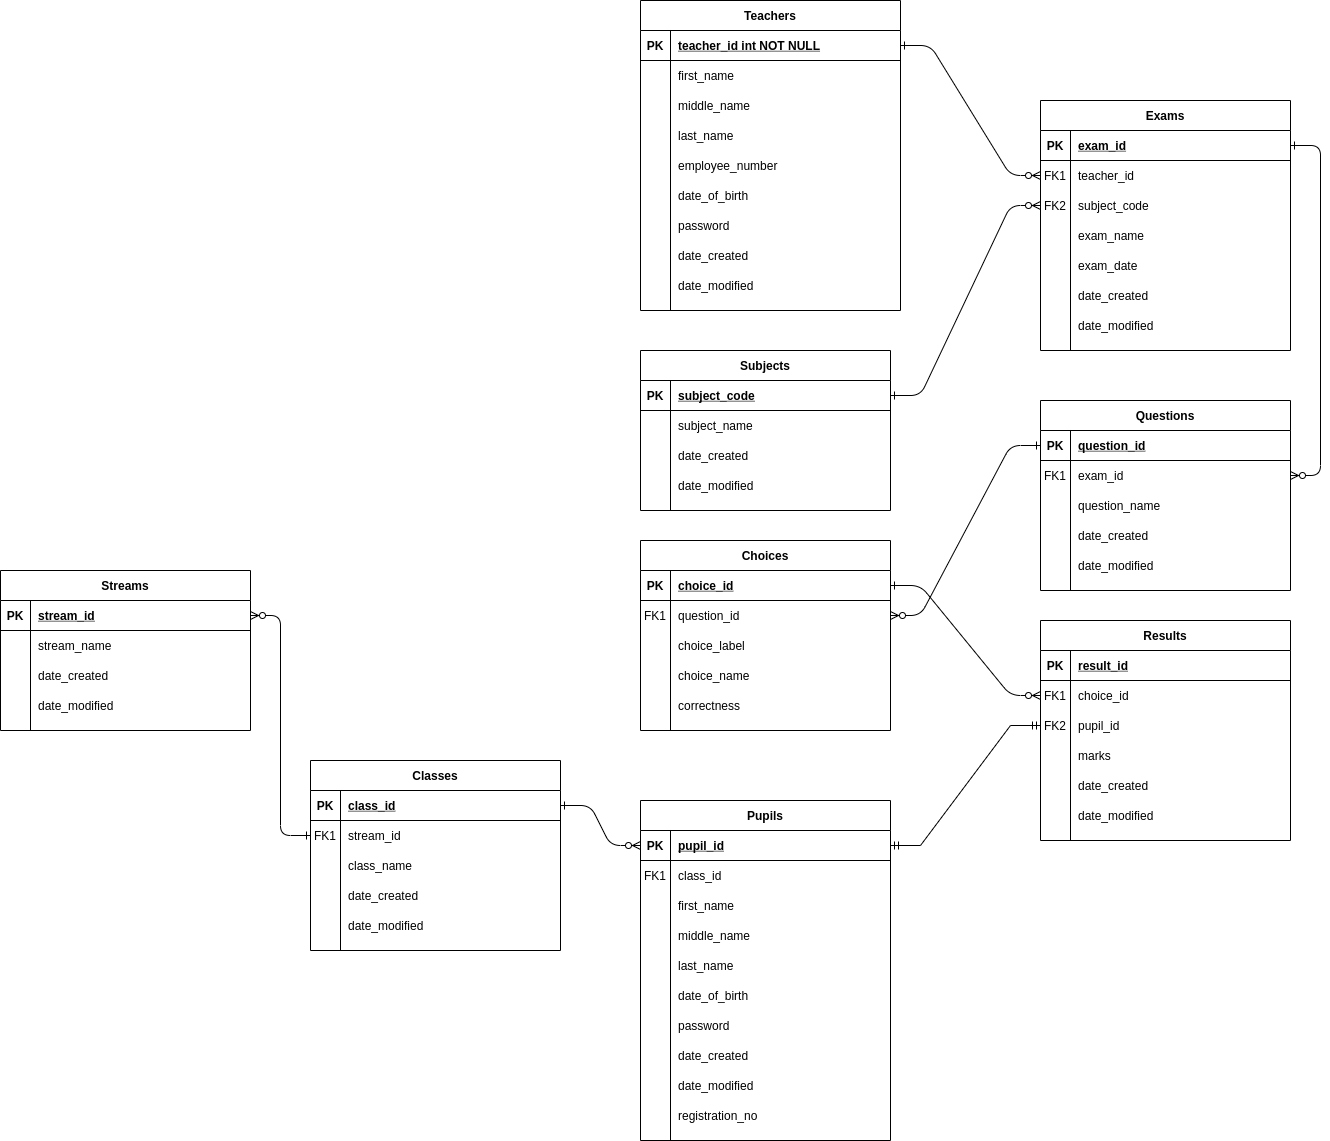 Teachers
PK teacher_id int NOT NULL
first_name
middle_name
last_name
employee_number
date_of_birth
password
date_created
date_modified
Exams
PK exam_id
FK1 teacher_id
FK2 subject_code
exam_name
exam_date
date_created
date_modified
Subjects
PK subject_code
subject_name
date_created
date_modified
Questions
PK question_id
FK1 exam_id
question_name
date_created
date_modified
Choices
PK choice_id
FK1 question_id
choice_label
choice_name
correctness
Streams
PK stream_id
stream_name
date_created
date_modified
Results
PK result_id
FK1 choice_id
FK2 pupil_id
marks
date_created
date_modified
Classes
PK class_id
FK1 stream_id
class_name
date_created
date_modified
Pupils
PK pupil_id
FK1 class_id
first_name
middle_name
last_name
date_of_birth
password
date_created
date_modified
registration_no